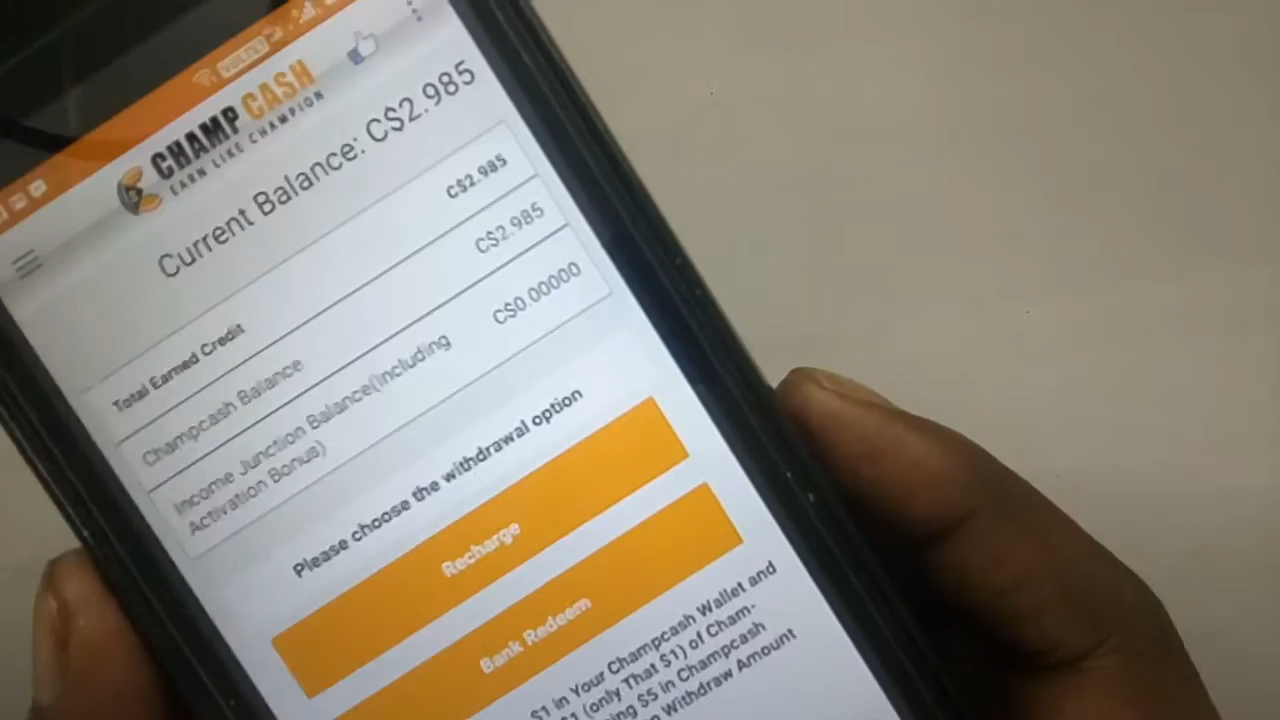 VOLTE
CHAMP CASH
EARN LIKE CHAMPION
Current Balance: C$2.985
Total Earned Credit C$2.985
Champcash Balance C$2.985
Income Junction Balance(Including C$0.00000
Activation Bonus)
Please choose the withdrawal option
Recharge
Bank Redeem
$1 in Your Champcash Wallet and
$1 (only That $1) of Cham-
$5 in Champcash
Withdraw Amount